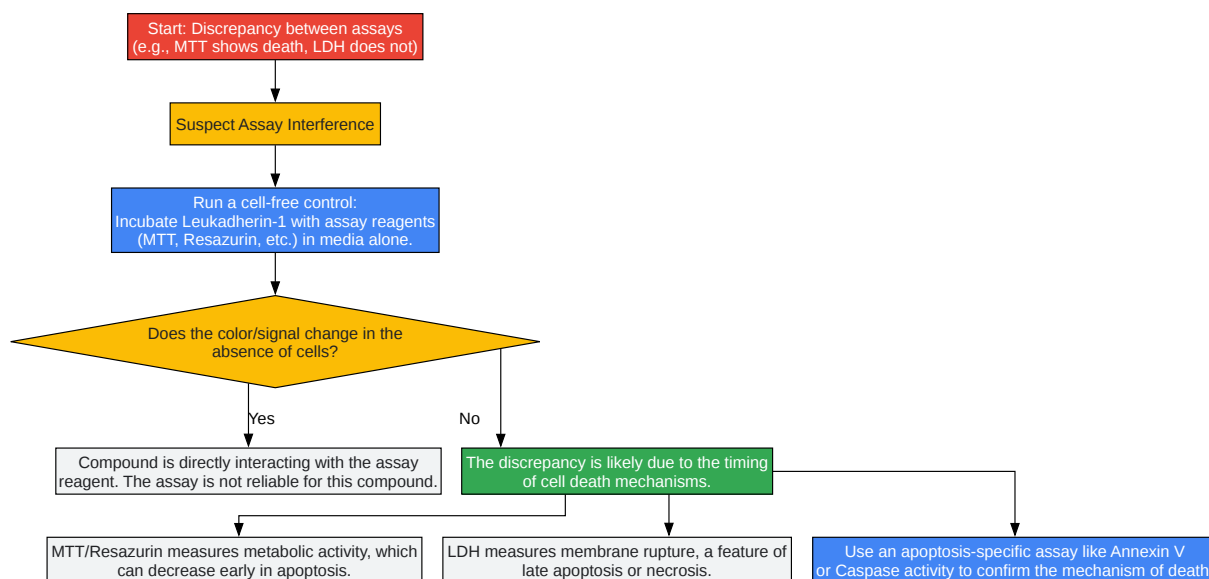 Start: Discrepancy between assays
(e.g., MTT shows death, LDH does not)
Suspect Assay Interference
Run a cell-free control:
Incubate Leukadherin-1 with assay reagents
(MTT, Resazurin, etc.) in media alone.
Does the color/signal change in the
absence of cells?
Yes
No
Compound is directly interacting with the assay
reagent. The assay is not reliable for this compound.
The discrepancy is likely due to the timing
of cell death mechanisms.
MTT/Resazurin measures metabolic activity, which
can decrease early in apoptosis.
LDH measures membrane rupture, a feature of
late apoptosis or necrosis.
Use an apoptosis-specific assay like Annexin V
or Caspase activity to confirm the mechanism of death.